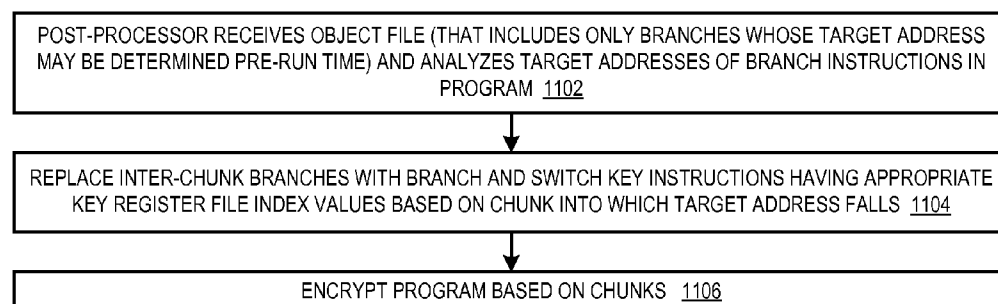 POST-PROCESSOR RECEIVES OBJECT FILE (THAT INCLUDES ONLY BRANCHES WHOSE TARGET ADDRESS
MAY BE DETERMINED PRE-RUN TIME) AND ANALYZES TARGET ADDRESSES OF BRANCH INSTRUCTIONS IN
PROGRAM 1102
REPLACE INTER-CHUNK BRANCHES WITH BRANCH AND SWITCH KEY INSTRUCTIONS HAVING APPROPRIATE
KEY REGISTER FILE INDEX VALUES BASED ON CHUNK INTO WHICH TARGET ADDRESS FALLS 1104
ENCRYPT PROGRAM BASED ON CHUNKS 1106